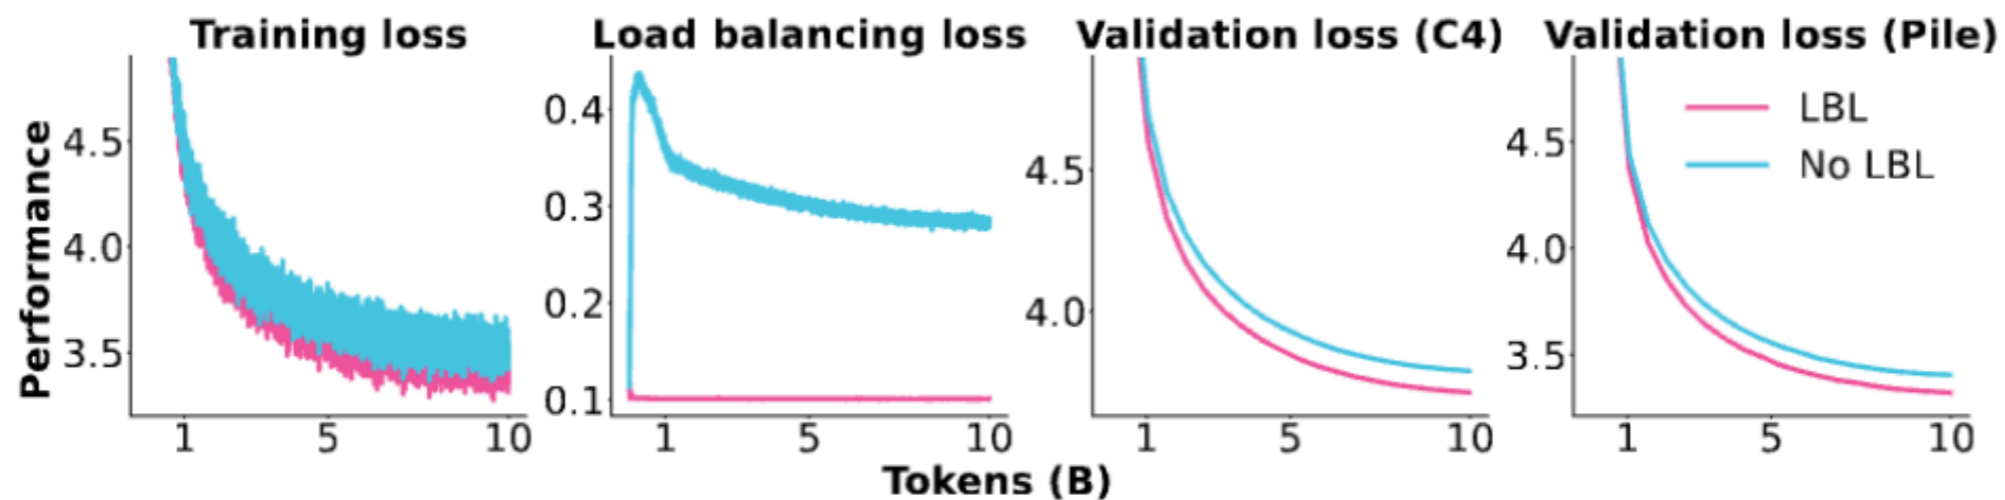 Training loss
Load balancing loss
Validation loss (C4)
Validation loss (Pile)
Performance
4.5
4.0
3.5
1 5 10
0.4
0.3
0.2
0.1
1 5 10
4.5
4.0
1 5 10
LBL
No LBL
4.5
4.0
3.5
1 5 10
Tokens (B)